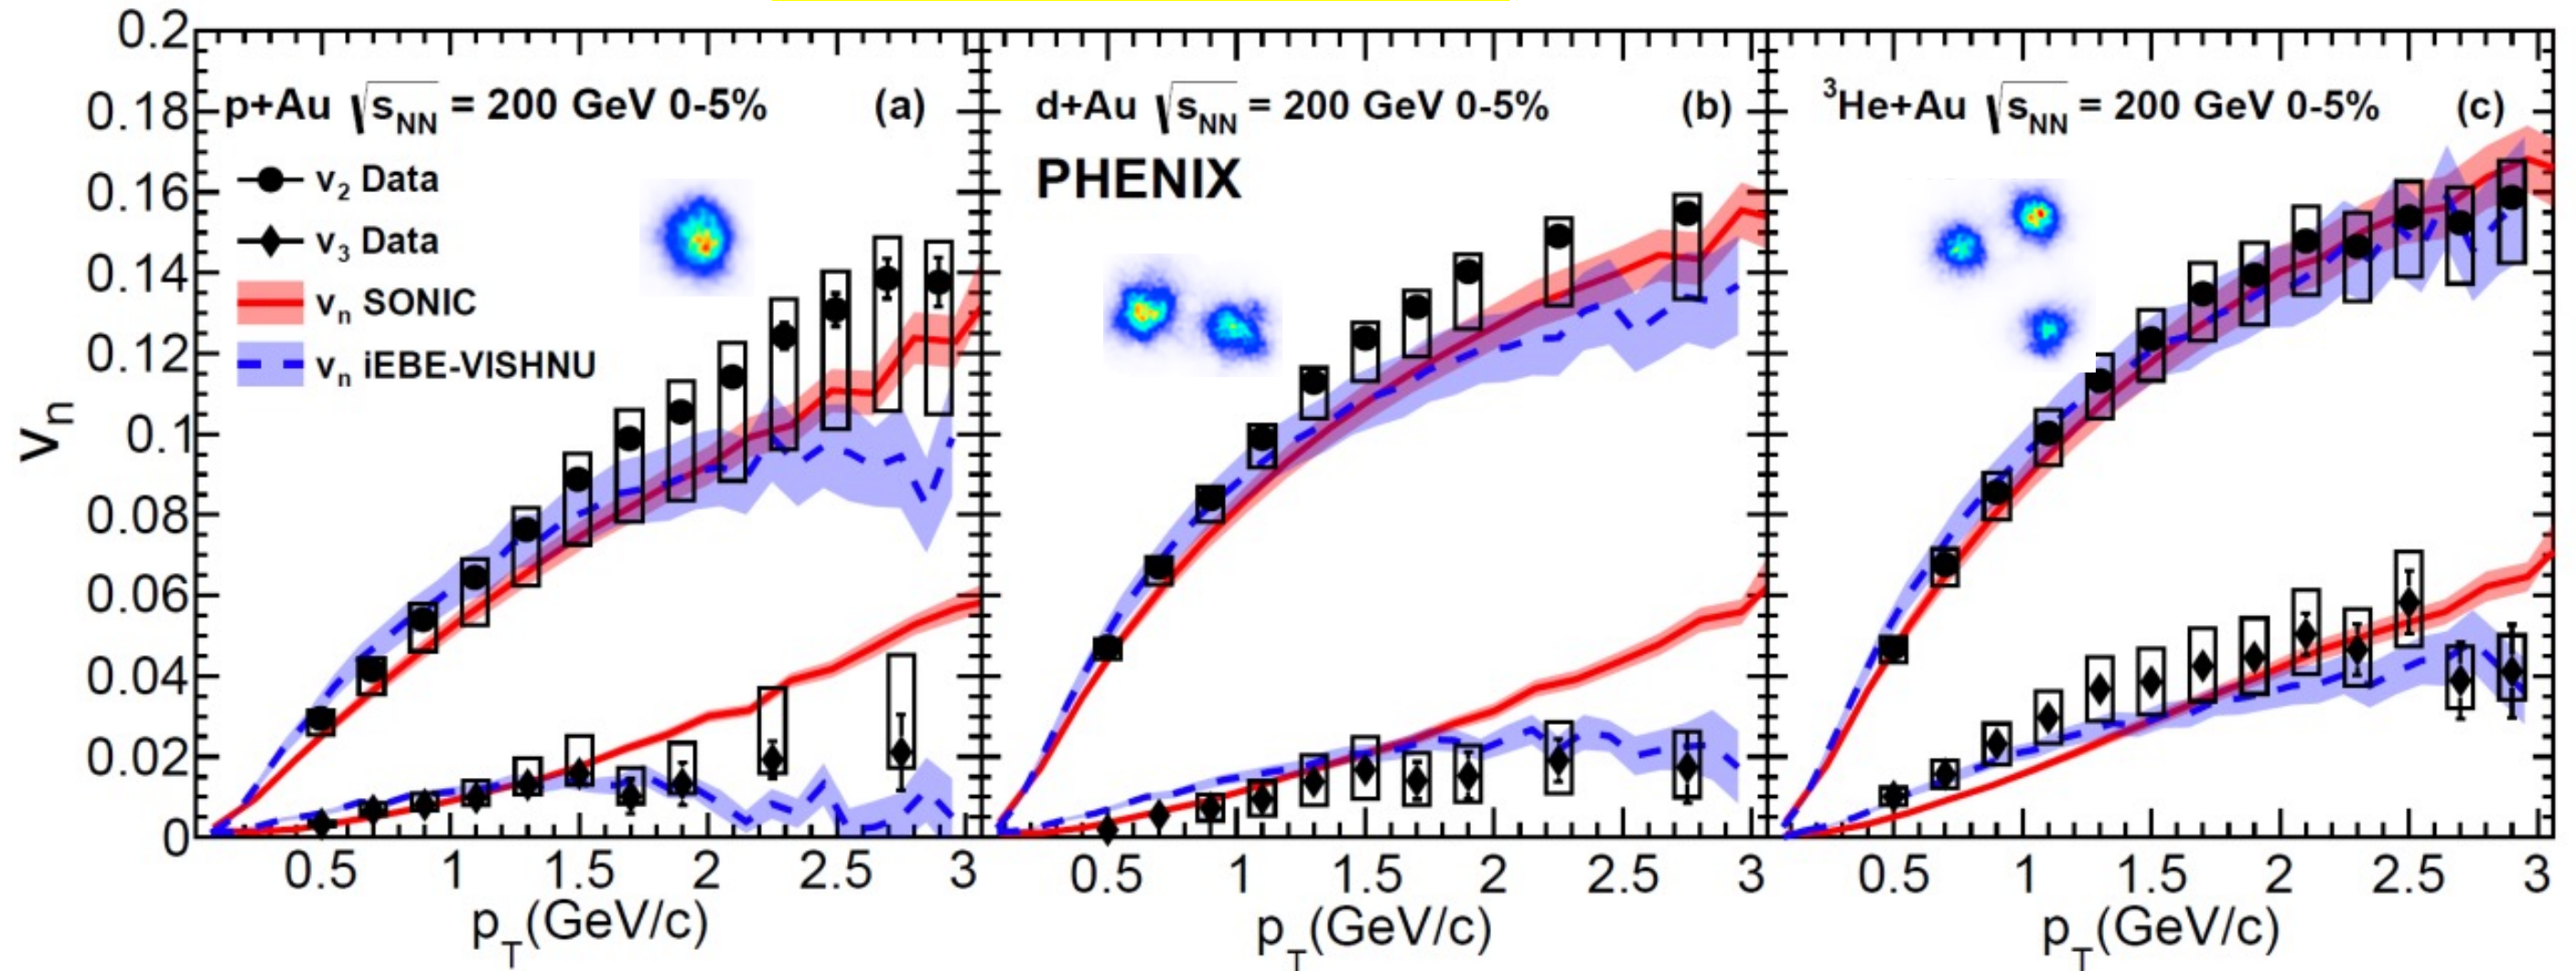 p+Au √sNN = 200 GeV 0-5% (a)
v2 Data
v3 Data
vn SONIC
vn iEBE-VISHNU
d+Au √sNN = 200 GeV 0-5% (b)
PHENIX
3He+Au √sNN = 200 GeV 0-5% (c)
vn
0.2
0.18
0.16
0.14
0.12
0.1
0.08
0.06
0.04
0.02
0
0.5 1 1.5 2 2.5 3
0.5 1 1.5 2 2.5 3
0.5 1 1.5 2 2.5 3
pT(GeV/c)
pT(GeV/c)
pT(GeV/c)